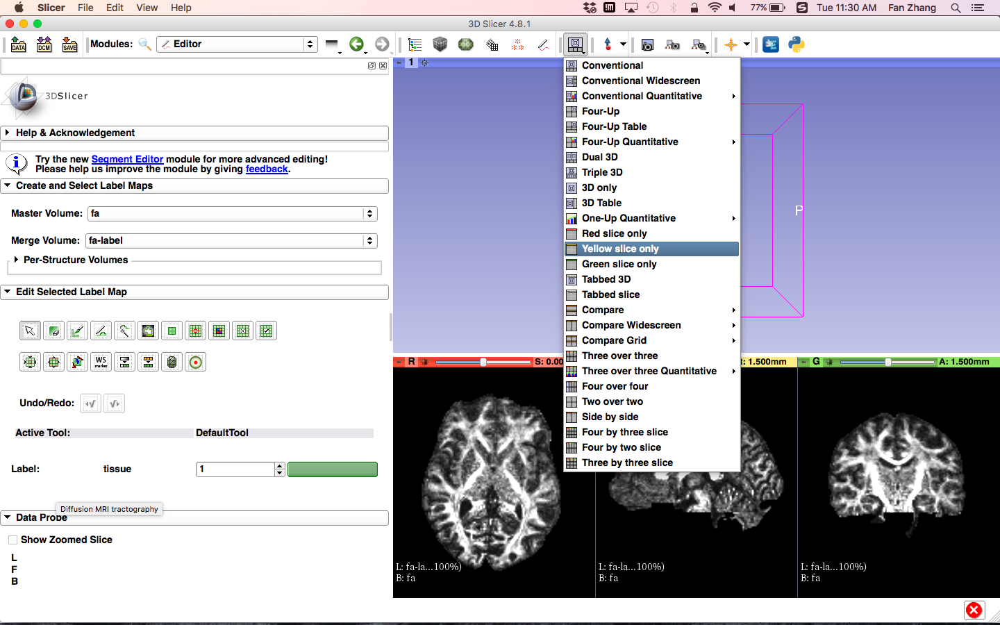 Slicer File Edit View Help
77% Tue 11:30 AM Fan Zhang
3D Slicer 4.8.1
DATA DCM SAVE Modules: Editor
1
3DSlicer
Help & Acknowledgement
Try the new Segment Editor module for more advanced editing!
Please help us improve the module by giving feedback.
Create and Select Label Maps
Master Volume: fa
Merge Volume: fa-label
Per-Structure Volumes
Edit Selected Label Map
WS
marker
Undo/Redo:
Active Tool: DefaultTool
Label: tissue 1
Diffusion MRI tractography
Data Probe
Show Zoomed Slice
L
F
B
Conventional
Conventional Widescreen
Conventional Quantitative
Four-Up
Four-Up Table
Four-Up Quantitative
Dual 3D
Triple 3D
3D only
3D Table
One-Up Quantitative
Red slice only
Yellow slice only
Green slice only
Tabbed 3D
Tabbed slice
Compare
Compare Widescreen
Compare Grid
Three over three
Three over three Quantitative
Four over four
Two over two
Side by side
Four by three slice
Four by two slice
Three by three slice
P
R S: 0.00
: 1.500mm
G A: 1.500mm
L: fa-la...100%)
B: fa
L: fa-la...100%)
B: fa
L: fa-la...100%)
B: fa